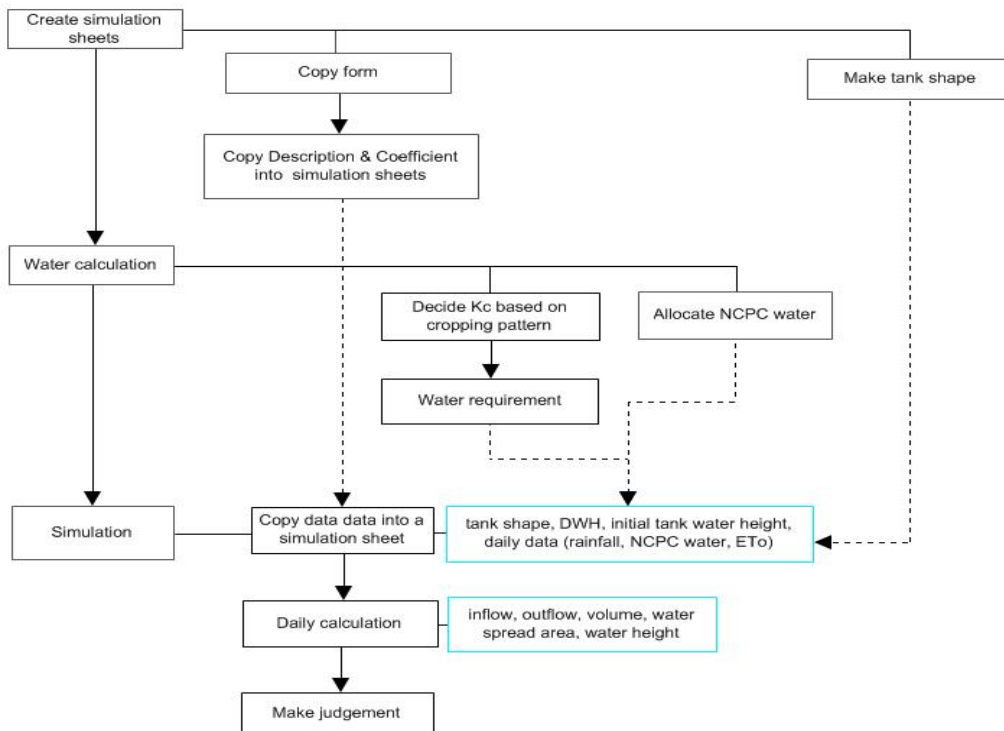 Create simulation
sheets
Copy form
Make tank shape
Copy Description & Coefficient
into simulation sheets
Water calculation
Decide Kc based on
cropping pattern
Allocate NCPC water
Water requirement
Simulation
Copy data data into a
simulation sheet
tank shape, DWH, initial tank water height,
daily data (rainfall, NCPC water, ETo)
Daily calculation
inflow, outflow, volume, water
spread area, water height
Make judgement